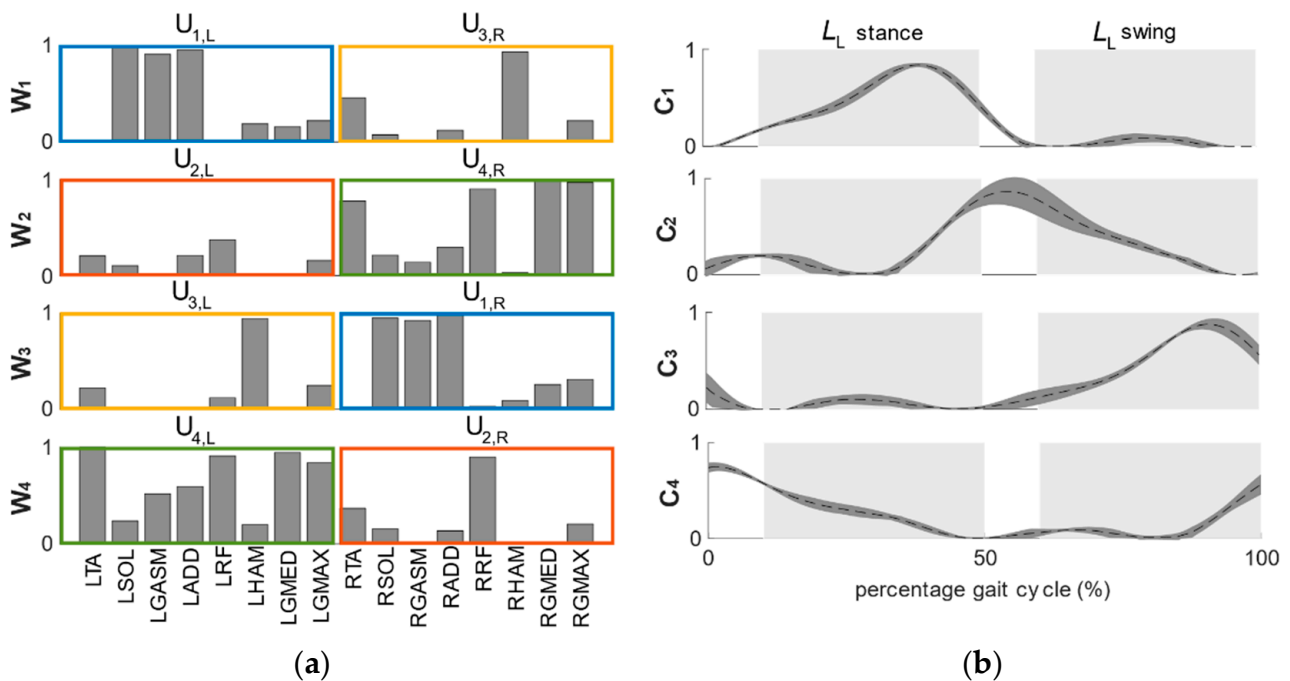 U1,L U3,R
1
W1
0
U2,L U4,R
1
W2
0
U3,L U1,R
1
W3
0
U4,L U2,R
1
W4
0
LTA LSOL LGASM LADD LRF LHAM LGMED LGMAX RTA RSOL RGASM RADD RRF RHAM RGMED RGMAX
(a)
LL stance LL swing
1
C1
0
1
C2
0
1
C3
0
1
C4
0
0 50 100
percentage gait cycle (%)
(b)